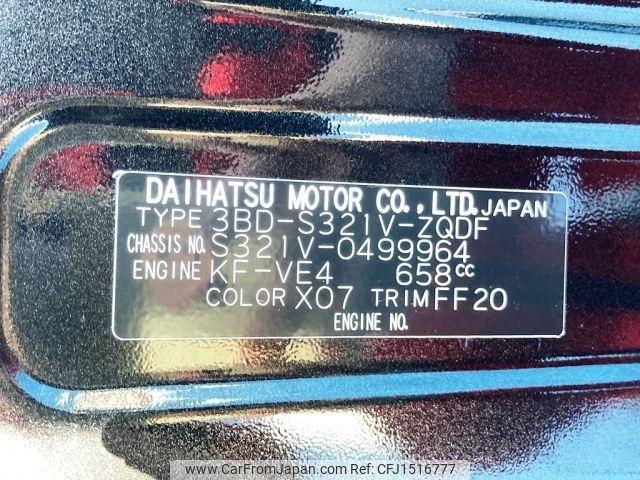 DAIHATSU MOTOR CO., LTD. JAPAN
TYPE 3BD-S321V-ZQDF
CHASSIS NO. S321V-0499964
ENGINE KF-VE4 658CC
COLOR X07 TRIM FF20
ENGINE NO.
www.CarFromJapan.com - CFJ1516777